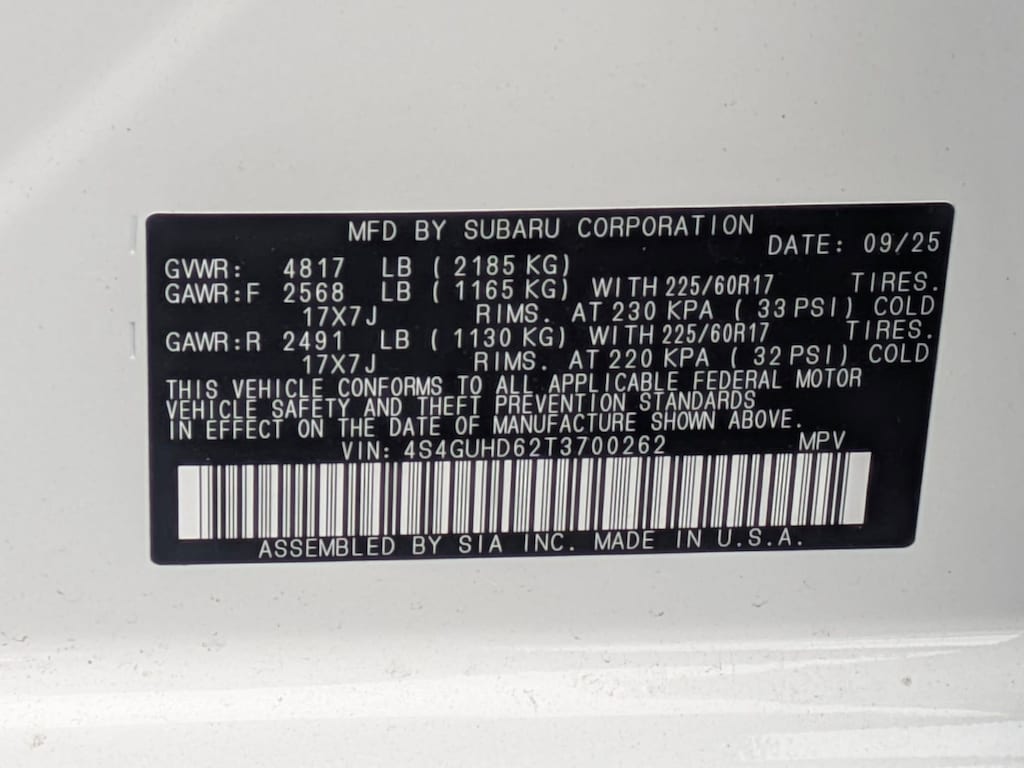 MFD BY SUBARU CORPORATION DATE: 09/25
GVWR: 4817 LB ( 2185 KG)
GAWR:F 2568 LB ( 1165 KG) WITH 225/60R17 TIRES.
17X7J RIMS. AT 230 KPA ( 33 PSI) COLD
GAWR:R 2491 LB ( 1130 KG) WITH 225/60R17 TIRES.
17X7J RIMS. AT 220 KPA ( 32 PSI) COLD
THIS VEHICLE CONFORMS TO ALL APPLICABLE FEDERAL MOTOR
VEHICLE SAFETY AND THEFT PREVENTION STANDARDS
IN EFFECT ON THE DATE OF MANUFACTURE SHOWN ABOVE.
VIN: 4S4GUHD62T3700262 MPV
ASSEMBLED BY SIA INC. MADE IN U.S.A.